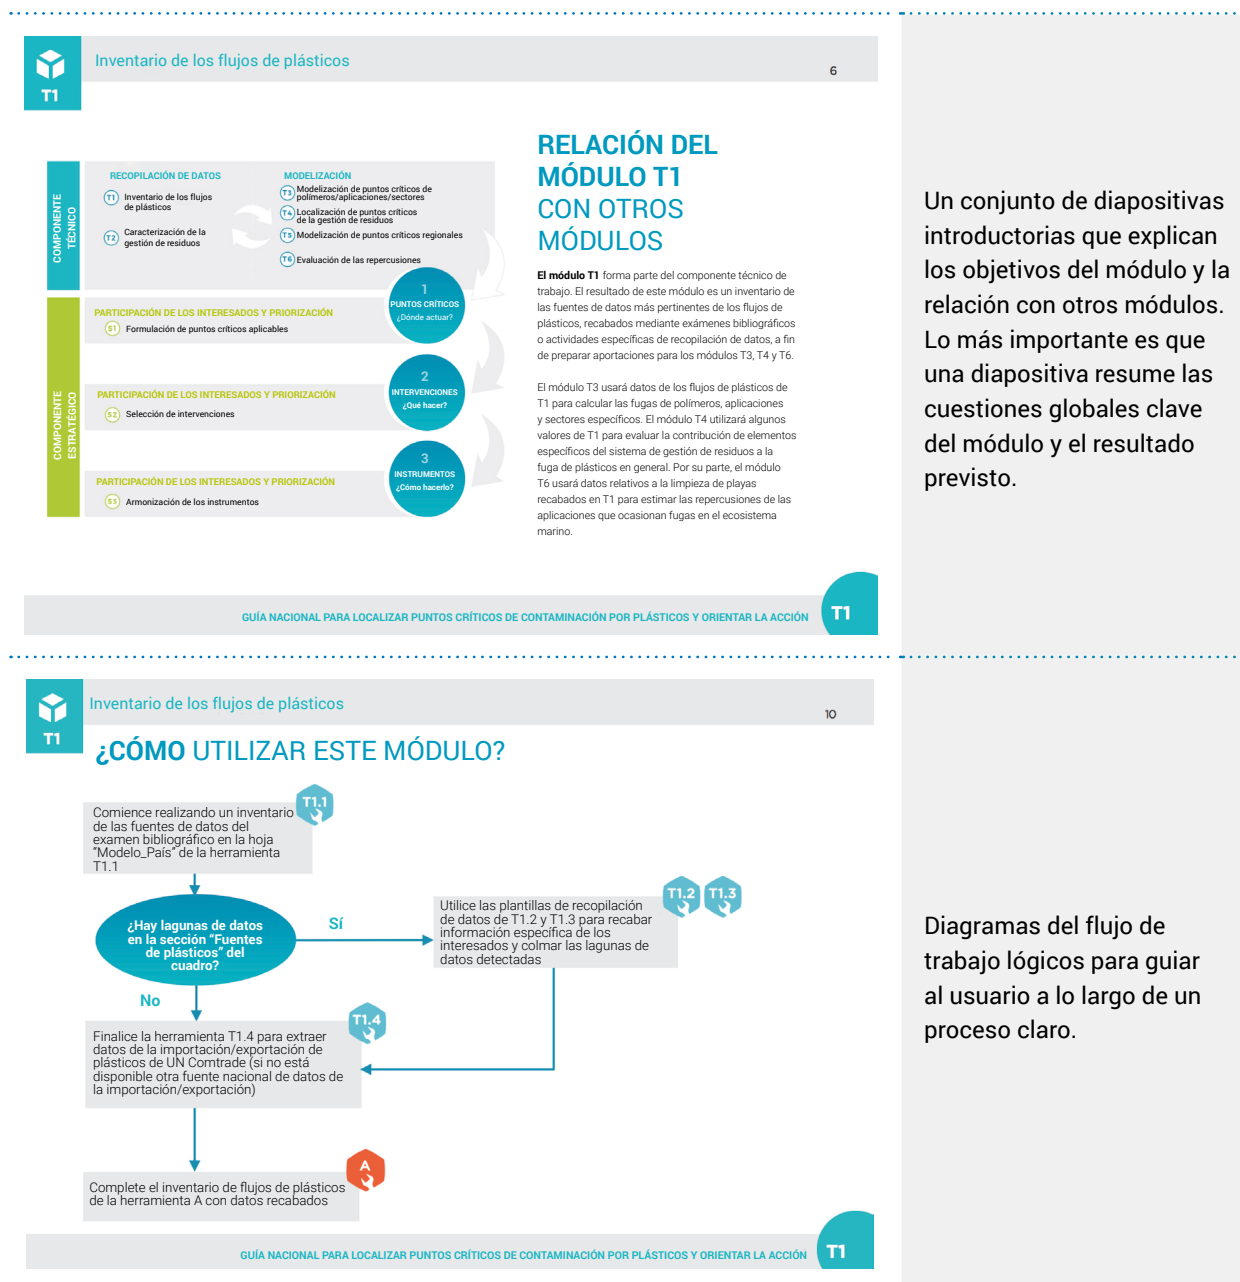 T1
Inventario de los flujos de plásticos
6
COMPONENTE
TÉCNICO
RECOPILACIÓN DE DATOS
T1 Inventario de los flujos
de plásticos
T2 Caracterización de la
gestión de residuos
MODELIZACIÓN
T3 Modelización de puntos críticos de
polímeros/aplicaciones/sectores
T4 Localización de puntos críticos
de la gestión de residuos
T5 Modelización de puntos críticos regionales
T6 Evaluación de las repercusiones
COMPONENTE
ESTRATÉGICO
PARTICIPACIÓN DE LOS INTERESADOS Y PRIORIZACIÓN
S1 Formulación de puntos críticos aplicables
1
PUNTOS CRÍTICOS
¿Dónde actuar?
PARTICIPACIÓN DE LOS INTERESADOS Y PRIORIZACIÓN
S2 Selección de intervenciones
2
INTERVENCIONES
¿Qué hacer?
PARTICIPACIÓN DE LOS INTERESADOS Y PRIORIZACIÓN
S3 Armonización de los instrumentos
3
INSTRUMENTOS
¿Cómo hacerlo?
RELACIÓN DEL
MÓDULO T1
CON OTROS
MÓDULOS
El módulo T1 forma parte del componente técnico de
trabajo. El resultado de este módulo es un inventario de
las fuentes de datos más pertinentes de los flujos de
plásticos, recabados mediante exámenes bibliográficos
o actividades específicas de recopilación de datos, a fin
de preparar aportaciones para los módulos T3, T4 y T6.
El módulo T3 usará datos de los flujos de plásticos de
T1 para calcular las fugas de polímeros, aplicaciones
y sectores específicos. El módulo T4 utilizará algunos
valores de T1 para evaluar la contribución de elementos
específicos del sistema de gestión de residuos a la
fuga de plásticos en general. Por su parte, el módulo
T6 usará datos relativos a la limpieza de playas
recabados en T1 para estimar las repercusiones de las
aplicaciones que ocasionan fugas en el ecosistema
marino.
GUÍA NACIONAL PARA LOCALIZAR PUNTOS CRÍTICOS DE CONTAMINACIÓN POR PLÁSTICOS Y ORIENTAR LA ACCIÓN
T1
Un conjunto de diapositivas
introductorias que explican
los objetivos del módulo y la
relación con otros módulos.
Lo más importante es que
una diapositiva resume las
cuestiones globales clave
del módulo y el resultado
previsto.
T1
Inventario de los flujos de plásticos
10
¿CÓMO UTILIZAR ESTE MÓDULO?
T1.1
Comience realizando un inventario
de las fuentes de datos del
examen bibliográfico en la hoja
“Modelo_País” de la herramienta
T1.1
¿Hay lagunas de datos
en la sección “Fuentes
de plásticos” del
cuadro?
Sí
T1.2 T1.3
Utilice las plantillas de recopilación
de datos de T1.2 y T1.3 para recabar
información específica de los
interesados y colmar las lagunas de
datos detectadas
No
T1.4
Finalice la herramienta T1.4 para extraer
datos de la importación/exportación de
plásticos de UN Comtrade (si no está
disponible otra fuente nacional de datos de
la importación/exportación)
A
Complete el inventario de flujos de plásticos
de la herramienta A con datos recabados
GUÍA NACIONAL PARA LOCALIZAR PUNTOS CRÍTICOS DE CONTAMINACIÓN POR PLÁSTICOS Y ORIENTAR LA ACCIÓN
T1
Diagramas del flujo de
trabajo lógicos para guiar
al usuario a lo largo de un
proceso claro.